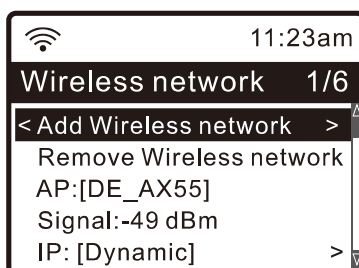 11:23am
Wireless network 1/6
< Add Wireless network >
Remove Wireless network
AP:[DE_AX55]
Signal:-49 dBm
IP: [Dynamic] >